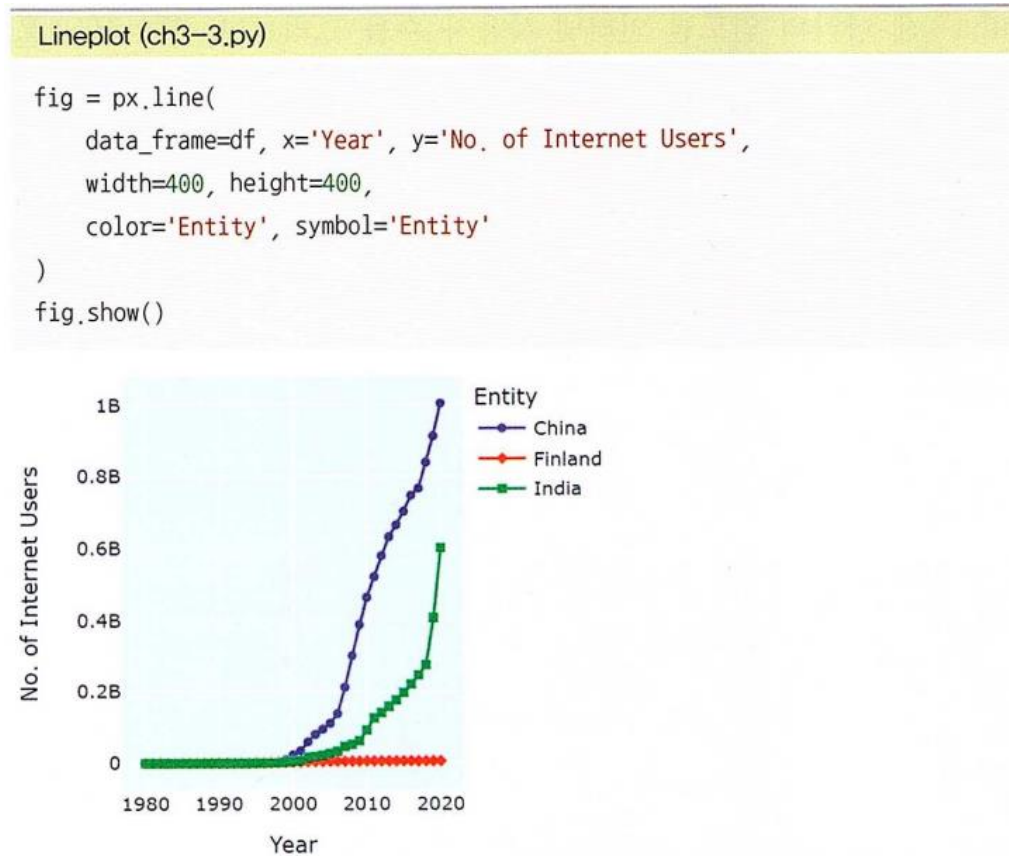 Lineplot (ch3-3.py)
fig = px.line(
    data_frame=df, x='Year', y='No. of Internet Users',
    width=400, height=400,
    color='Entity', symbol='Entity'
)
fig.show()
Entity
China
Finland
India
1B
0.8B
0.6B
0.4B
0.2B
0
No. of Internet Users
1980 1990 2000 2010 2020
Year